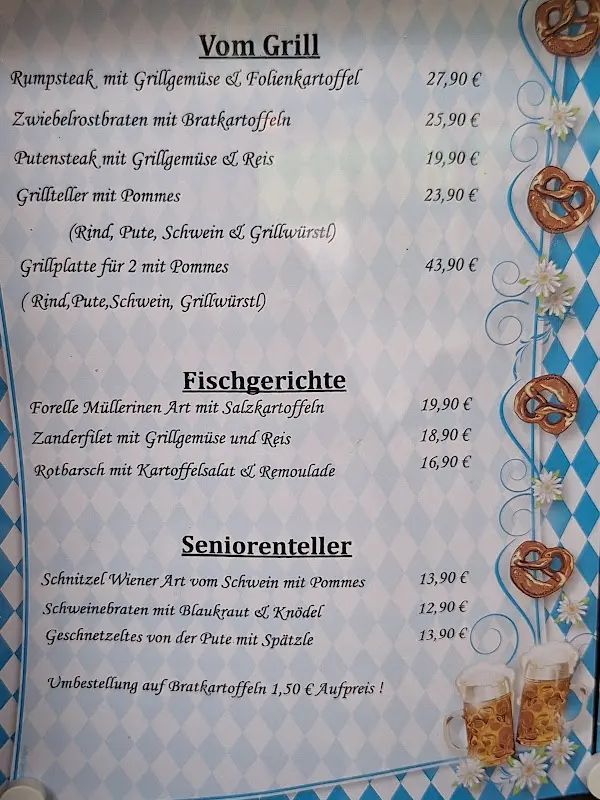 Vom Grill
Rumpsteak mit Grillgemüse & Folienkartoffel 27,90 €
Zwiebelrostbraten mit Bratkartoffeln 25,90 €
Putensteak mit Grillgemüse & Reis 19,90 €
Grillteller mit Pommes 23,90 €
(Rind, Pute, Schwein & Grillwürstl)
Grillplatte für 2 mit Pommes 43,90 €
( Rind,Pute,Schwein, Grillwürstl)
Fischgerichte
Forelle Müllerinen Art mit Salzkartoffeln 19,90 €
Zanderfilet mit Grillgemüse und Reis 18,90 €
Rotbarsch mit Kartoffelsalat & Remoulade 16,90 €
Seniorenteller
Schnitzel Wiener Art vom Schwein mit Pommes 13,90 €
Schweinebraten mit Blaukraut & Knödel 12,90 €
Geschnetzeltes von der Pute mit Spätzle 13,90 €
Umbestellung auf Bratkartoffeln 1,50 € Aufpreis !